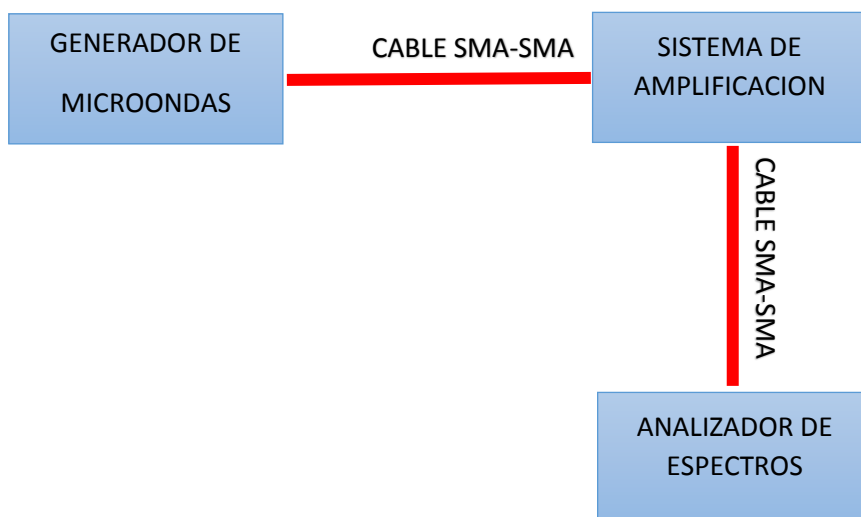 GENERADOR DE
MICROONDAS
CABLE SMA-SMA
SISTEMA DE
AMPLIFICACION
CABLE SMA-SMA
ANALIZADOR DE
ESPECTROS